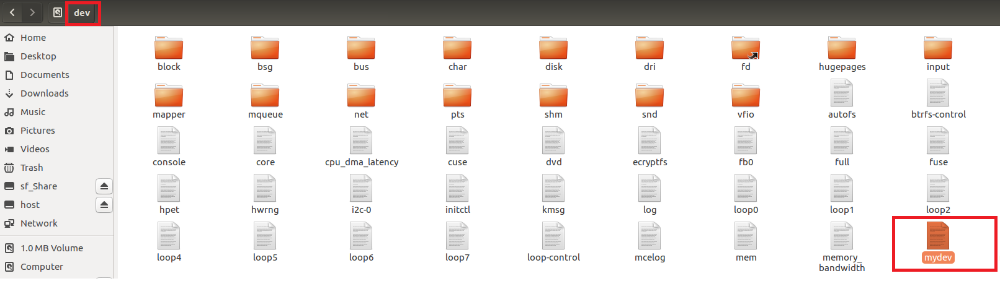 dev
Home
Desktop
Documents
Downloads
Music
Pictures
Videos
Trash
sf_Share
host
Network
1.0 MB Volume
Computer
block bsg bus char disk dri fd hugepages input
mapper mqueue net pts shm snd vfio autofs btrfs-control
console core cpu_dma_latency cuse dvd ecryptfs fb0 full fuse
hpet hwrng i2c-0 initctl kmsg log loop0 loop1 loop2
loop4 loop5 loop6 loop7 loop-control mcelog mem memory_ mydev
bandwidth